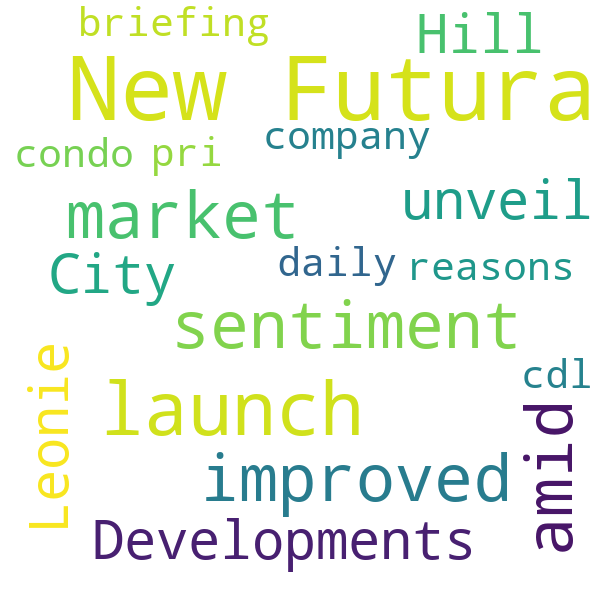 briefing
Hill
New Futura
company
condo
pri
unveil
market
City
daily
reasons
sentiment
Leonie
cdl
launch
amid
improved
Developments